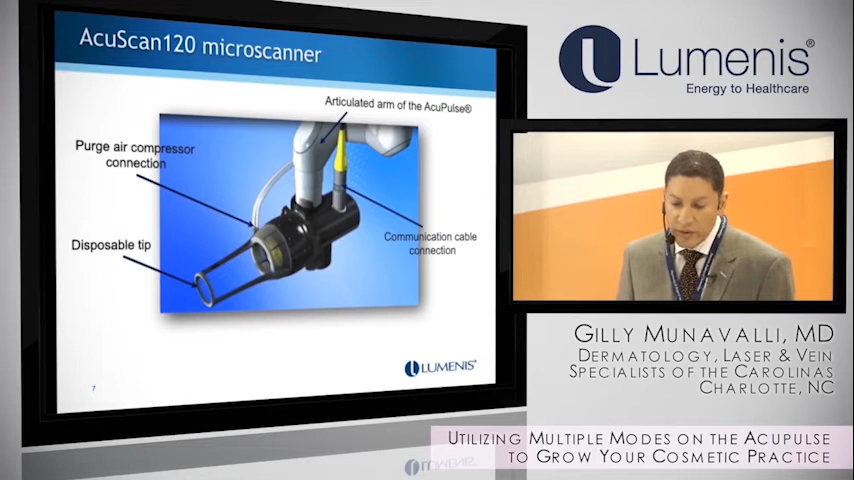 AcuScan120 microscanner
Articulated arm of the AcuPulse®
Purge air compressor
connection
Disposable tip
Communication cable
connection
LUMENIS®
7
Lumenis®
Energy to Healthcare
GILLY MUNAVALLI, MD
DERMATOLOGY, LASER & VEIN
SPECIALISTS OF THE CAROLINAS
CHARLOTTE, NC
UTILIZING MULTIPLE MODES ON THE ACUPULSE
TO GROW YOUR COSMETIC PRACTICE